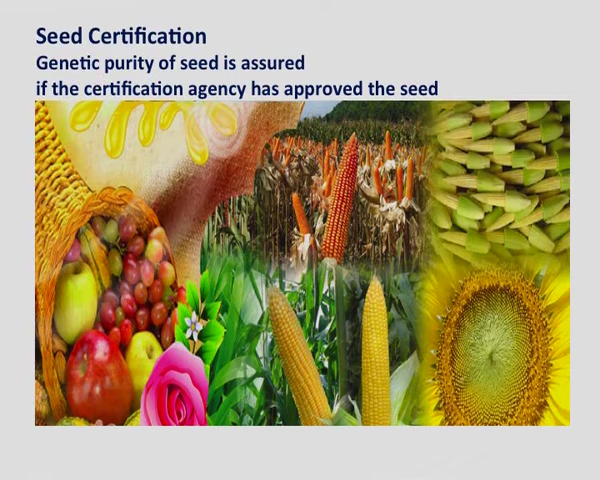 Seed Certification
Genetic purity of seed is assured
if the certification agency has approved the seed